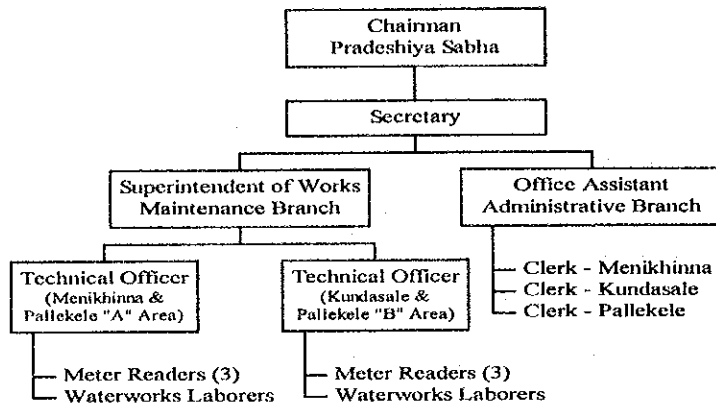 Chairman
Pradeshiya Sabha
Secretary
Superintendent of Works
Maintenance Branch
Office Assistant
Administrative Branch
Technical Officer
(Menikhinna &
Pallekele "A" Area)
Technical Officer
(Kundasale &
Pallekele "B" Area)
Clerk - Menikhinna
Clerk - Kundasale
Clerk - Pallekele
Meter Readers (3)
Waterworks Laborers
Meter Readers (3)
Waterworks Laborers